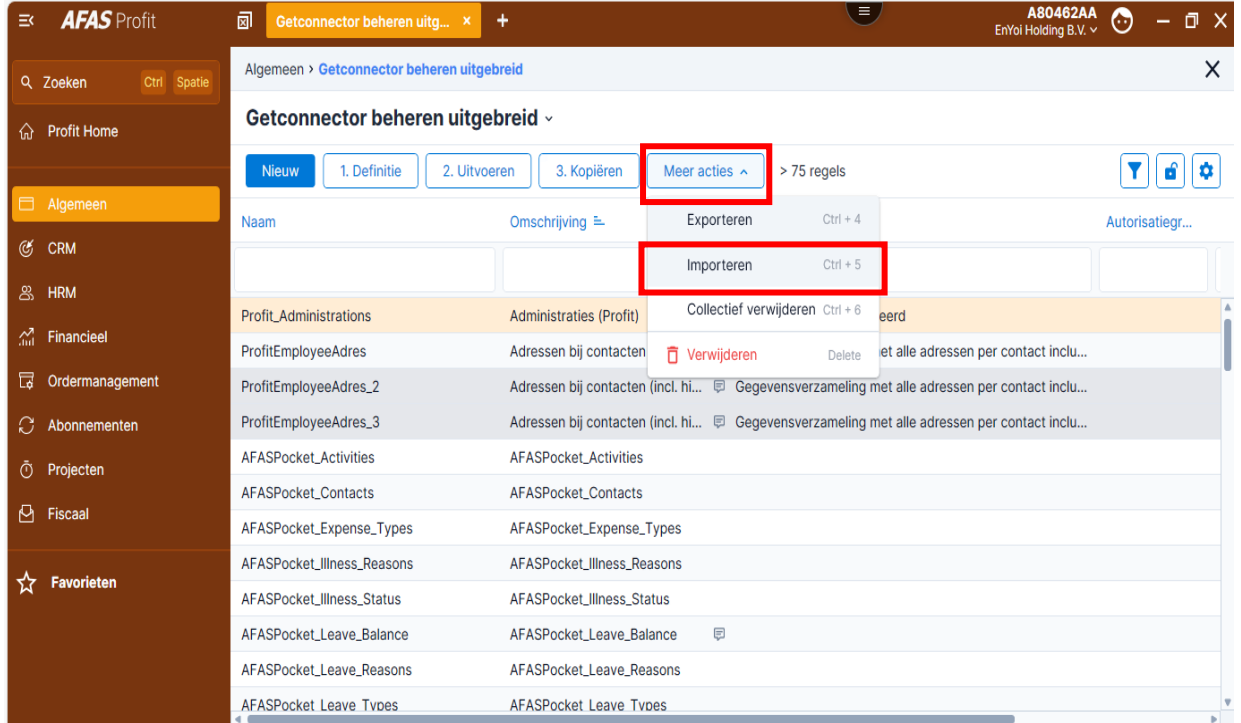 AFAS Profit
Getconnector beheren uitg... × +
A80462AA
EnYoi Holding B.V.
Zoeken Ctrl Spatie
Profit Home
Algemeen
CRM
HRM
Financieel
Ordermanagement
Abonnementen
Projecten
Fiscaal
Favorieten
Algemeen > Getconnector beheren uitgebreid
Getconnector beheren uitgebreid
Nieuw 1. Definitie 2. Uitvoeren 3. Kopiëren Meer acties > 75 regels
Exporteren Ctrl + 4
Importeren Ctrl + 5
Collectief verwijderen Ctrl + 6
Verwijderen Delete
Naam Omschrijving Autorisatiegr...
Profit_Administrations Administraties (Profit) eerd
ProfitEmployeeAdres Adressen bij contacten et alle adressen per contact inclu...
ProfitEmployeeAdres_2 Adressen bij contacten (incl. hi... Gegevensverzameling met alle adressen per contact inclu...
ProfitEmployeeAdres_3 Adressen bij contacten (incl. hi... Gegevensverzameling met alle adressen per contact inclu...
AFASPocket_Activities AFASPocket_Activities
AFASPocket_Contacts AFASPocket_Contacts
AFASPocket_Expense_Types AFASPocket_Expense_Types
AFASPocket_Illness_Reasons AFASPocket_Illness_Reasons
AFASPocket_Illness_Status AFASPocket_Illness_Status
AFASPocket_Leave_Balance AFASPocket_Leave_Balance
AFASPocket_Leave_Reasons AFASPocket_Leave_Reasons
AFASPocket_Leave_Types AFASPocket_Leave_Types